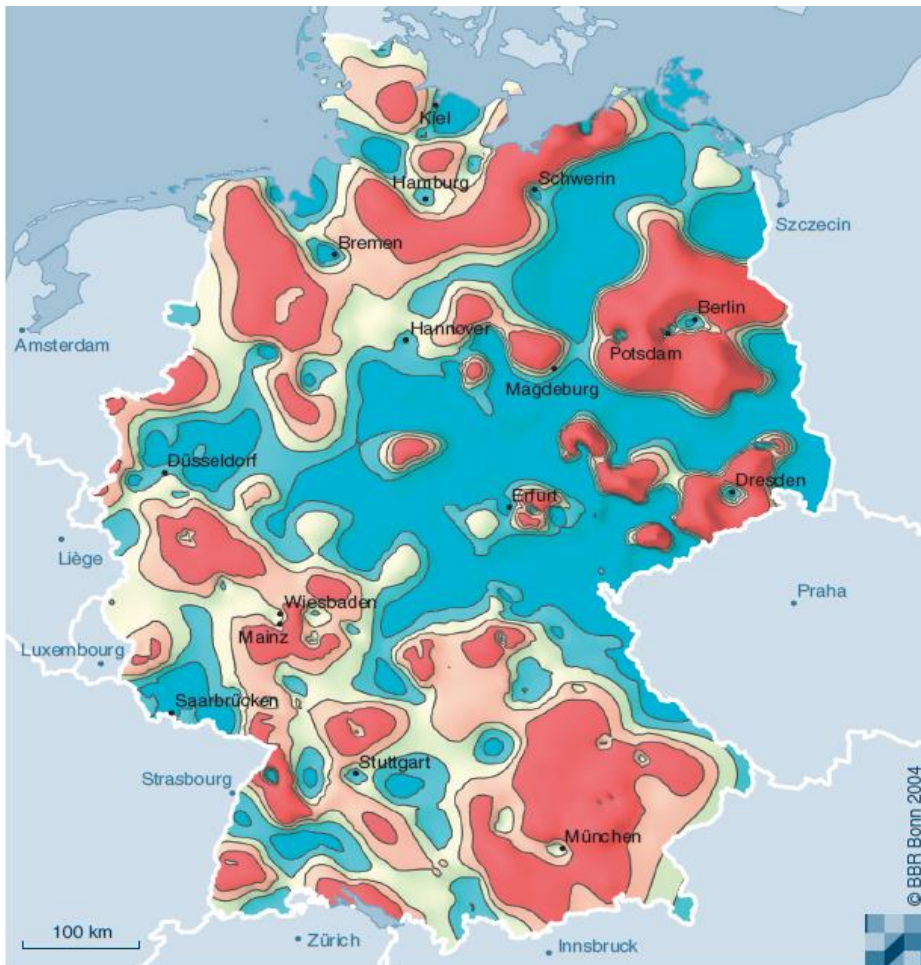 Kiel
Hamburg
Schwerin
Szczecin
Bremen
Amsterdam
Hannover
Berlin
Potsdam
Magdeburg
Düsseldorf
Erfurt
Dresden
Liège
Praha
Wiesbaden
Mainz
Luxembourg
Saarbrücken
Strasbourg
Stuttgart
München
100 km
Zürich
Innsbruck
© BBR Bonn 2004